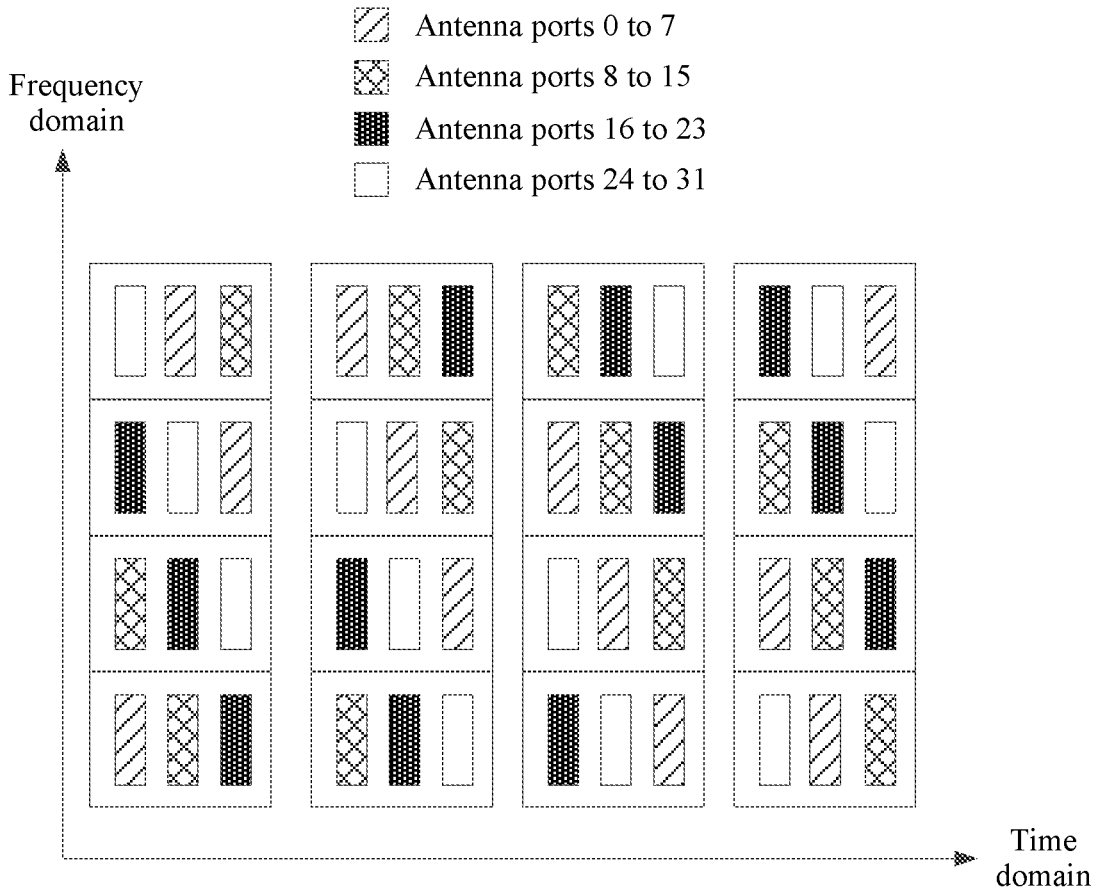 Antenna ports 0 to 7
Antenna ports 8 to 15
Antenna ports 16 to 23
Antenna ports 24 to 31
Frequency
domain
Time
domain